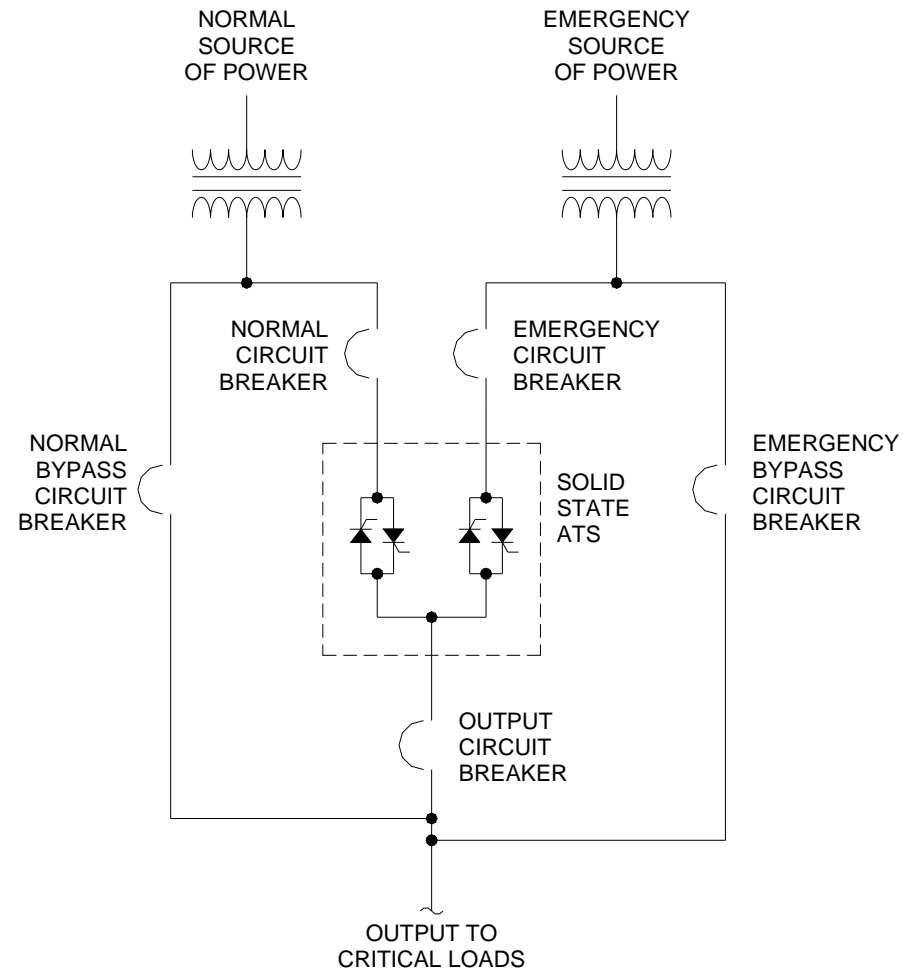 NORMAL
SOURCE
OF POWER
EMERGENCY
SOURCE
OF POWER
NORMAL
CIRCUIT
BREAKER
EMERGENCY
CIRCUIT
BREAKER
NORMAL
BYPASS
CIRCUIT
BREAKER
SOLID
STATE
ATS
EMERGENCY
BYPASS
CIRCUIT
BREAKER
OUTPUT
CIRCUIT
BREAKER
OUTPUT TO
CRITICAL LOADS